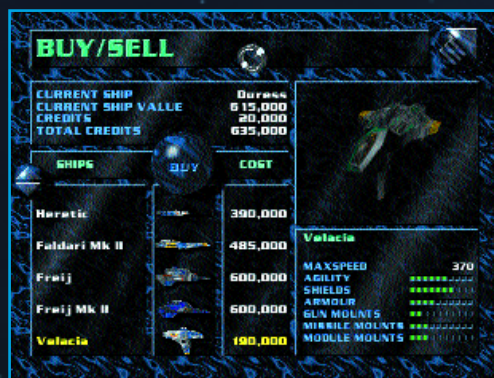 BUY/SELL
CURRENT SHIP Duress
CURRENT SHIP VALUE 615,000
CREDITS 20,000
TOTAL CREDITS 635,000
SHIPS BUY COST
Heretic 390,000
Faldari Mk II 485,000
Freij 600,000
Freij Mk II 600,000
Velacia 190,000
Velacia
MAXSPEED 370
AGILITY
SHIELDS
ARMOUR
GUN MOUNTS
MISSILE MOUNTS
MODULE MOUNTS